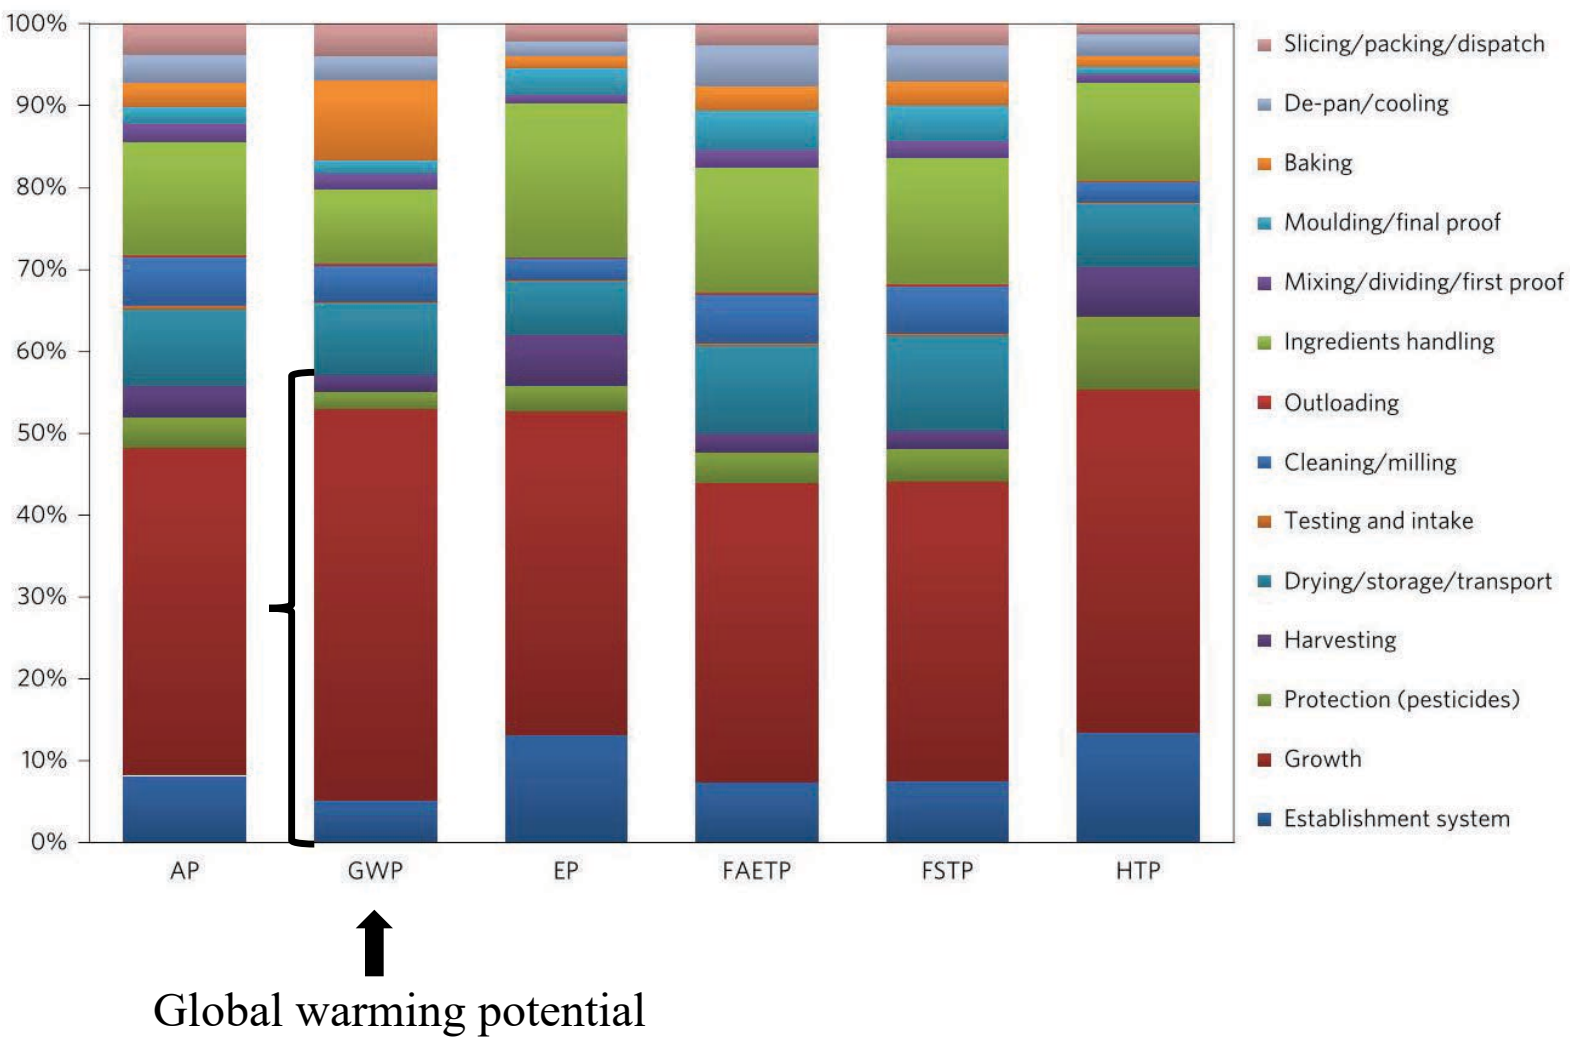 100%
90%
80%
70%
60%
50%
40%
30%
20%
10%
0%
AP GWP EP FAETP FSTP HTP
Slicing/packing/dispatch
De-pan/cooling
Baking
Moulding/final proof
Mixing/dividing/first proof
Ingredients handling
Outloading
Cleaning/milling
Testing and intake
Drying/storage/transport
Harvesting
Protection (pesticides)
Growth
Establishment system
Global warming potential